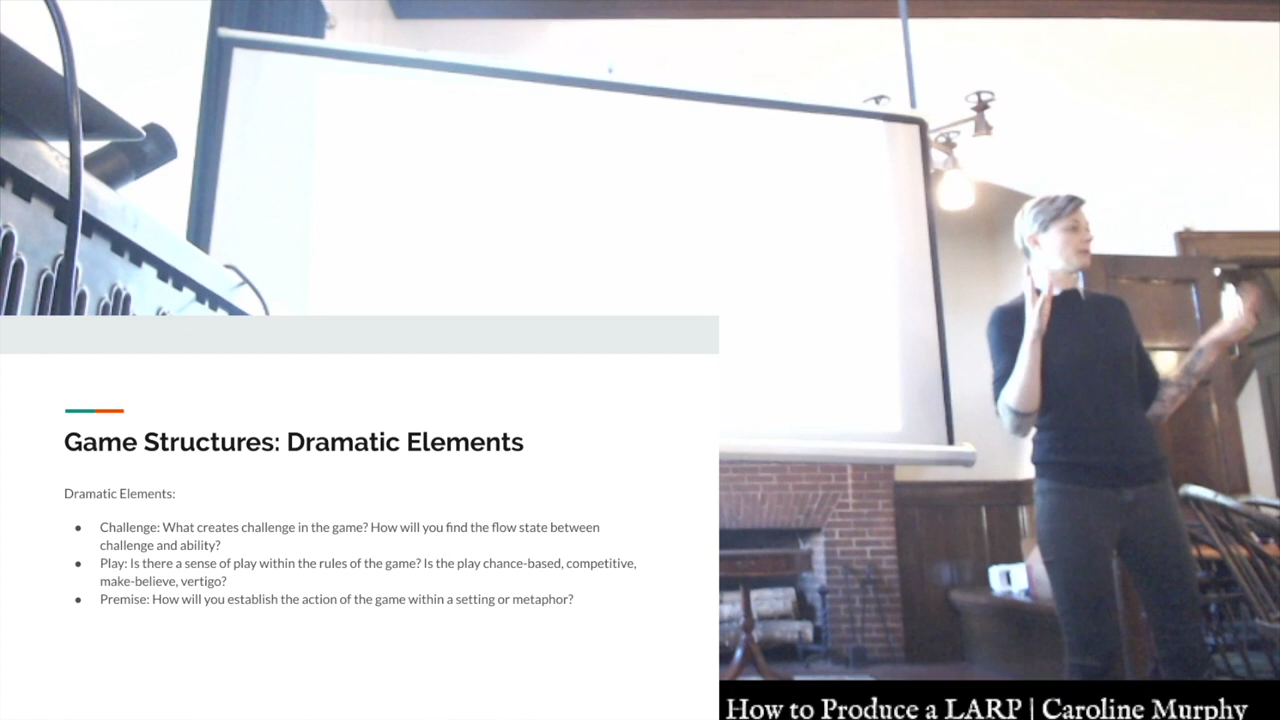 Game Structures: Dramatic Elements
Dramatic Elements:
● Challenge: What creates challenge in the game? How will you find the flow state between
challenge and ability?
● Play: Is there a sense of play within the rules of the game? Is the play chance-based, competitive,
make-believe, vertigo?
● Premise: How will you establish the action of the game within a setting or metaphor?
How to Produce a LARP | Caroline Murphy